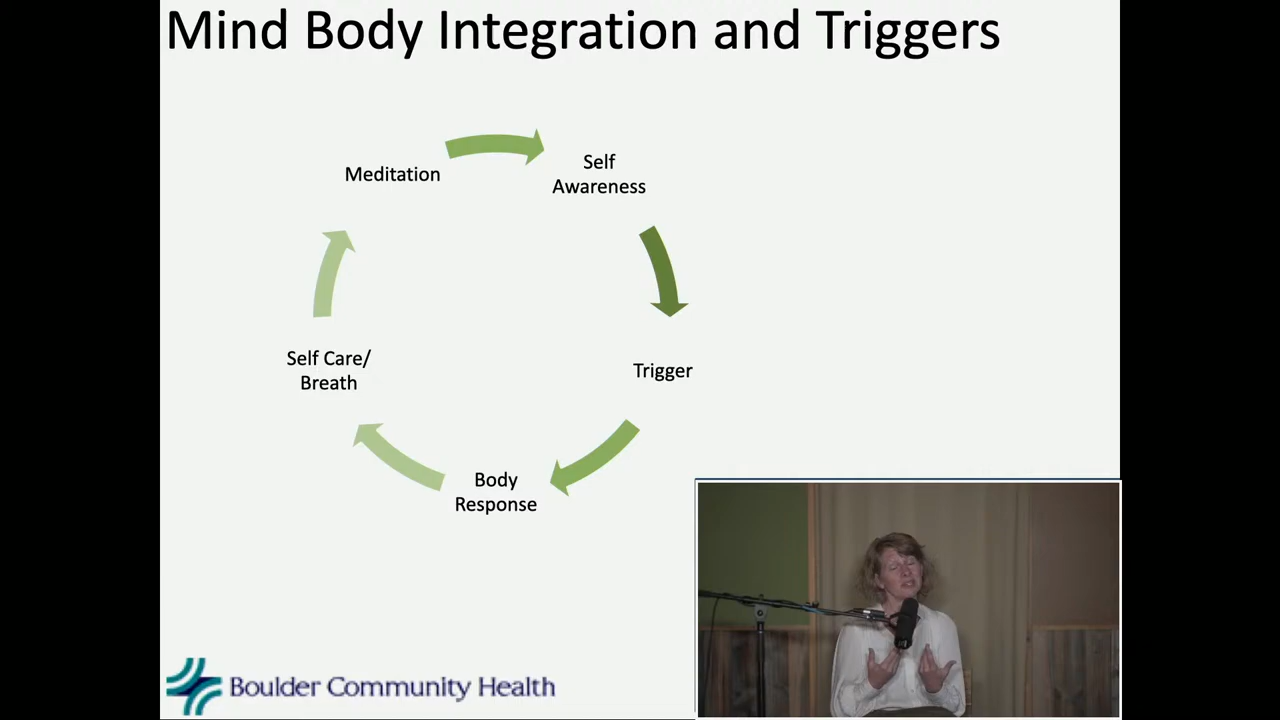 Mind Body Integration and Triggers
Meditation
Self
Awareness
Trigger
Body
Response
Self Care/
Breath
Boulder Community Health